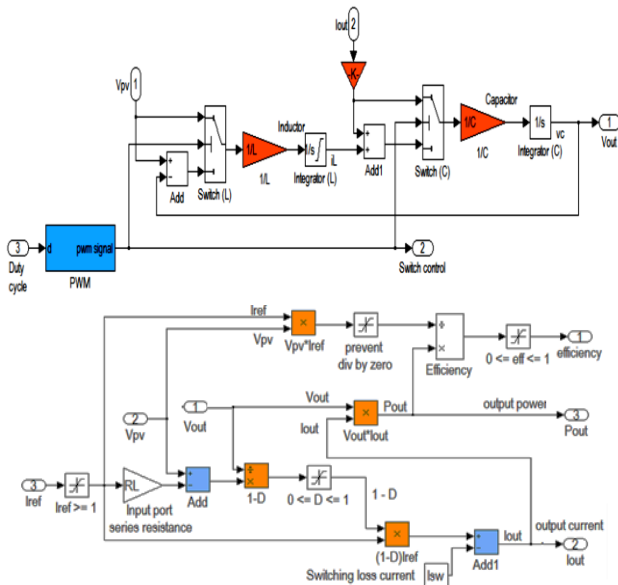 Iout
2
Vpv
1
-K-
Inductor
Capacitor
1/L
1/s
iL
1/C
1/s
vc
1
Vout
Add
Switch (L)
1/L
Integrator (L)
Add1
Switch (C)
1/C
Integrator (C)
3
d
pwm signal
Duty
cycle
PWM
2
Switch control
Iref
Vpv
Vpv*Iref
prevent
div by zero
Efficiency
0 <= eff <= 1
1
efficiency
2
Vpv
1
Vout
Vout
Iout
Vout*Iout
Pout
output power
3
Pout
3
Iref
Iref >= 1
RL
Input port
series resistance
Add
1-D
0 <= D <= 1
1 - D
(1-D)Iref
Add1
Iout
output current
2
Iout
Switching loss current
Isw